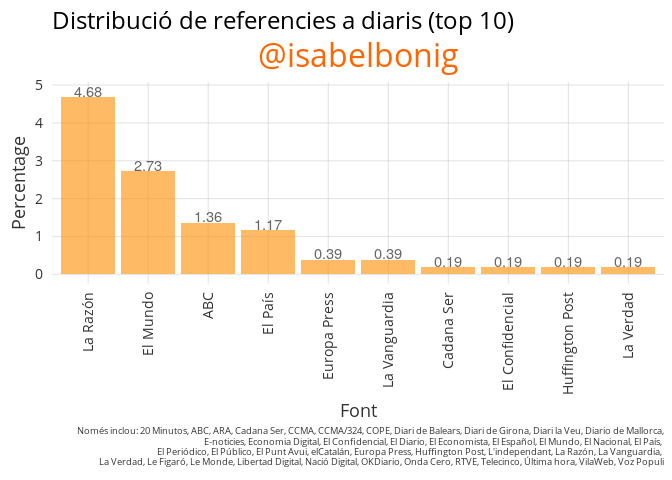 Distribució de referencies a diaris (top 10)
@isabelbonig
Percentage
5
4
3
2
1
0
4.68
2.73
1.36
1.17
0.39
0.39
0.19
0.19
0.19
0.19
La Razón
El Mundo
ABC
El País
Europa Press
La Vanguardia
Cadana Ser
El Confidencial
Huffington Post
La Verdad
Font
Només inclou: 20 Minutos, ABC, ARA, Cadana Ser, CCMA, CCMA/324, COPE, Diari de Balears, Diari de Girona, Diari la Veu, Diario de Mallorca,
E-noticies, Economia Digital, El Confidencial, El Diario, El Economista, El Español, El Mundo, El Nacional, El País,
El Periódico, El Público, El Punt Avui, elCatalán, Europa Press, Huffington Post, L'independant, La Razón, La Vanguardia,
La Verdad, Le Figaró, Le Monde, Libertad Digital, Nació Digital, OKDiario, Onda Cero, RTVE, Telecinco, Última hora, VilaWeb, Voz Populi